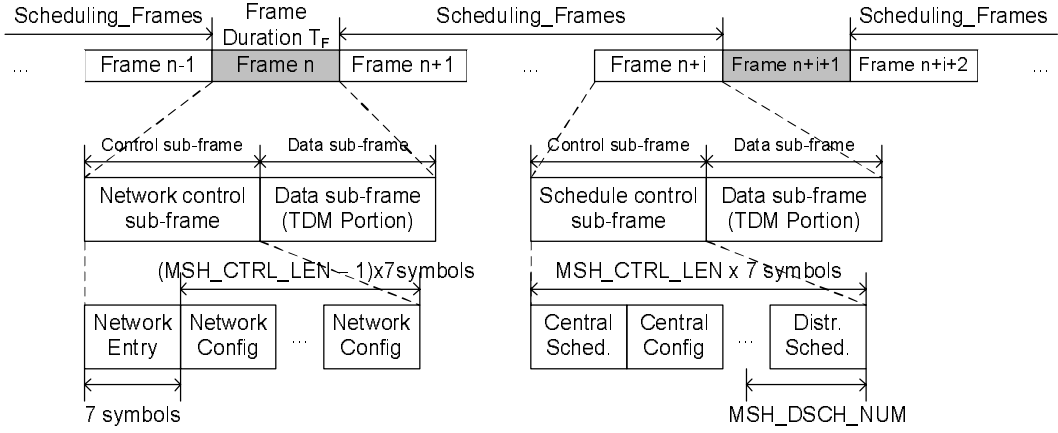 Scheduling_Frames Frame Scheduling_Frames Scheduling_Frames
Duration TF
... Frame n-1 Frame n Frame n+1 ... Frame n+i Frame n+i+1 Frame n+i+2 ...
Control sub-frame Data sub-frame Control sub-frame Data sub-frame
Network control Data sub-frame Schedule control Data sub-frame
sub-frame (TDM Portion) sub-frame (TDM Portion)
(MSH_CTRL_LEN – 1)x7symbols MSH_CTRL_LEN x 7 symbols
Network Network Network Central Central Distr.
Entry Config ... Config Sched. Config ... Sched.
7 symbols MSH_DSCH_NUM